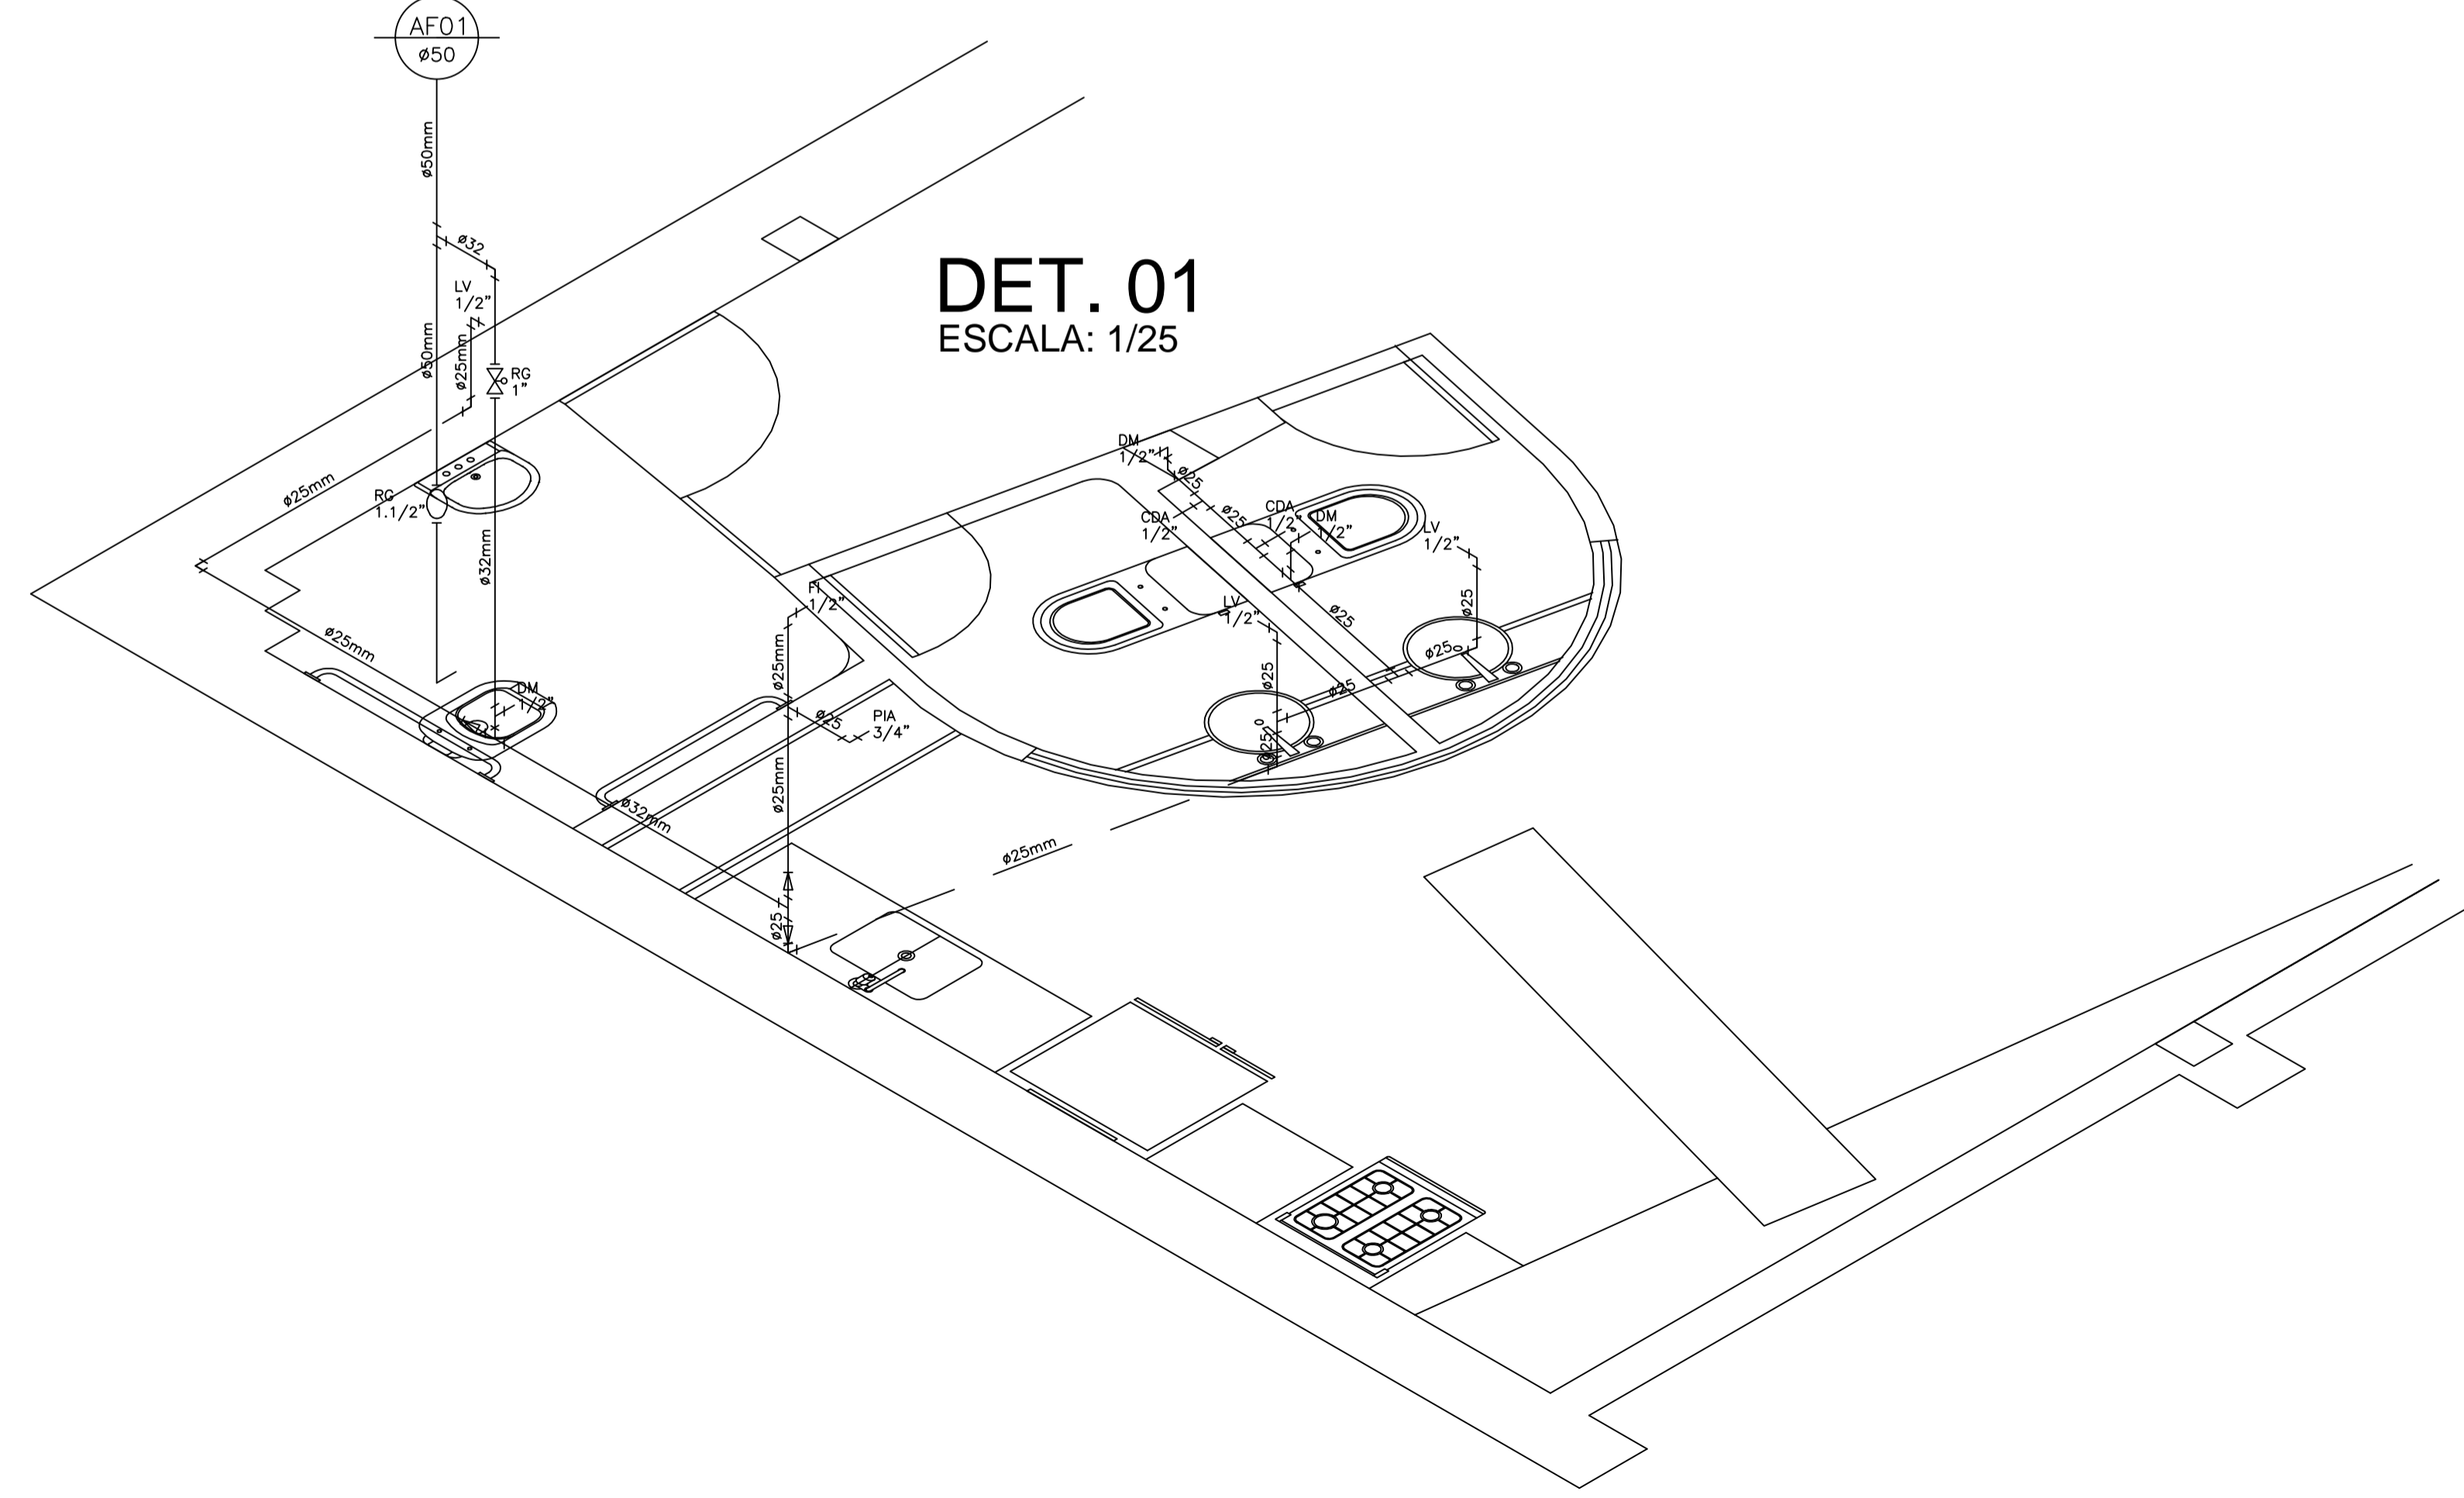 AF01
ø50
ø50mm
ø32
LV
1/2"
ø50mm
ø25mm
RG
1"
DET. 01
ESCALA: 1/25
ø25mm
RG
1.1/2"
ø32mm
ø25mm
DM
1/2"
ø32mm
FI
1/2"
ø25mm
ø25
PIA
3/4"
ø25mm
ø25
ø25mm
DM
1/2"
ø25
CDA
1/2"
ø25
CDA
1/2"
DM
1/2"
LV
1/2"
ø25
LV
1/2"
ø25
ø25
ø25
ø25
ø25